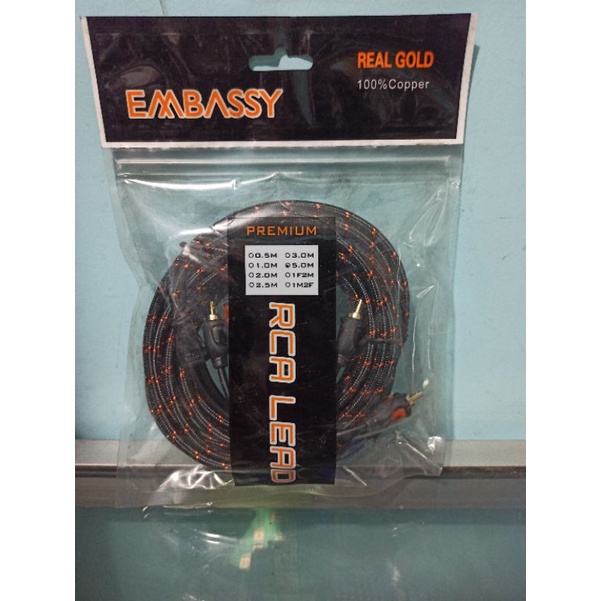 REAL GOLD
100%Copper
EMBASSY
PREMIUM
0.5M 3.0M
1.0M 5.0M
2.0M 1F2M
2.5M 1M2F
RCA LEAD